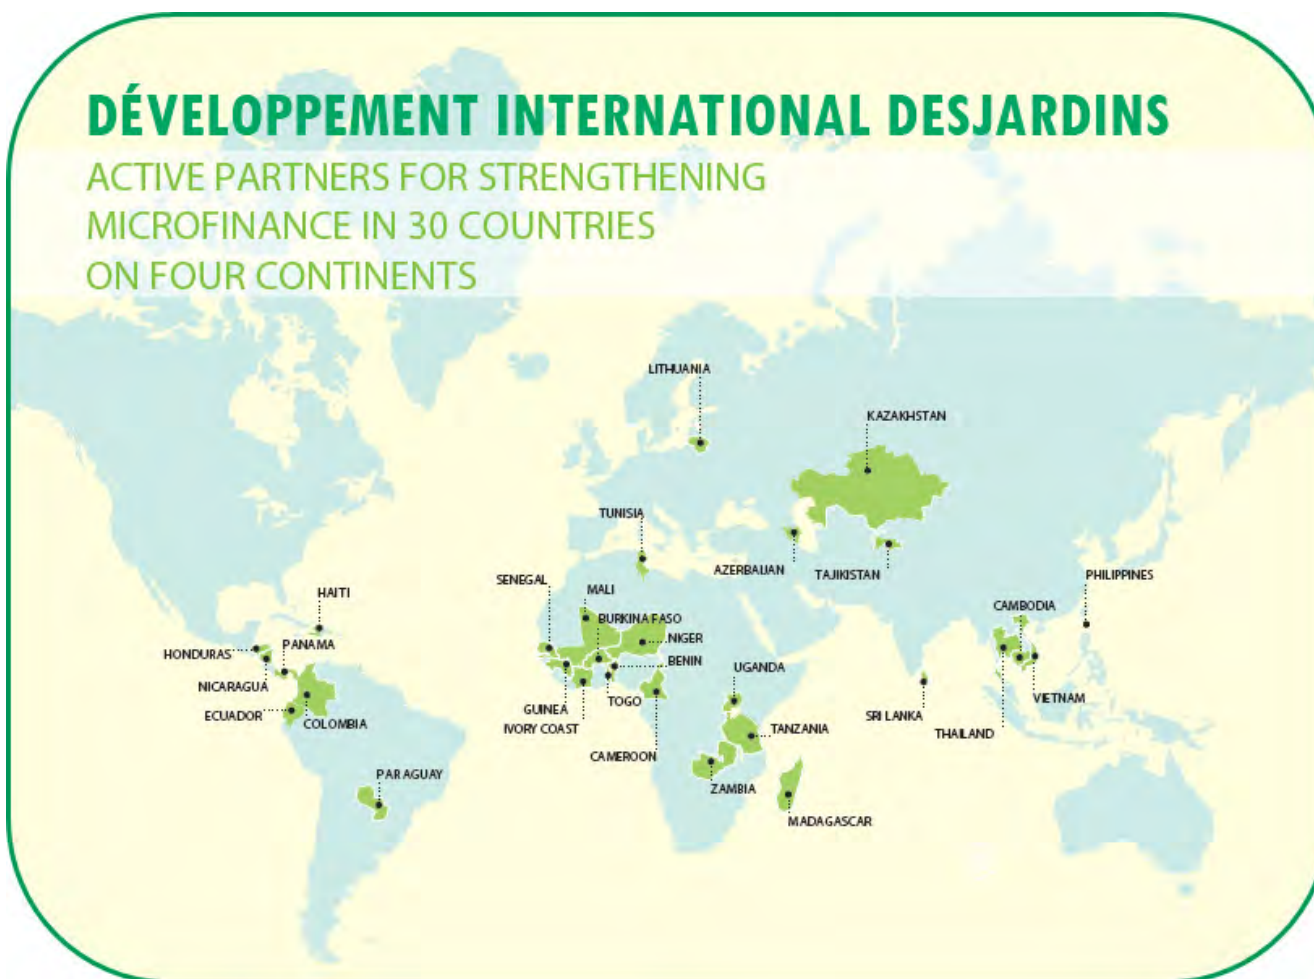 DÉVELOPPEMENT INTERNATIONAL DESJARDINS
ACTIVE PARTNERS FOR STRENGTHENING
MICROFINANCE IN 30 COUNTRIES
ON FOUR CONTINENTS
LITHUANIA
KAZAKHSTAN
TUNISIA
AZERBAIJAN
TAJIKISTAN
PHILIPPINES
SENEGAL
MALI
HAITI
CAMBODIA
BURKINA FASO
NIGER
HONDURAS
PANAMA
BENIN
UGANDA
NICARAGUA
VIETNAM
ECUADOR
COLOMBIA
GUINEA
TOGO
IVORY COAST
SRI LANKA
TANZANIA
THAILAND
CAMEROON
PARAGUAY
ZAMBIA
MADAGASCAR